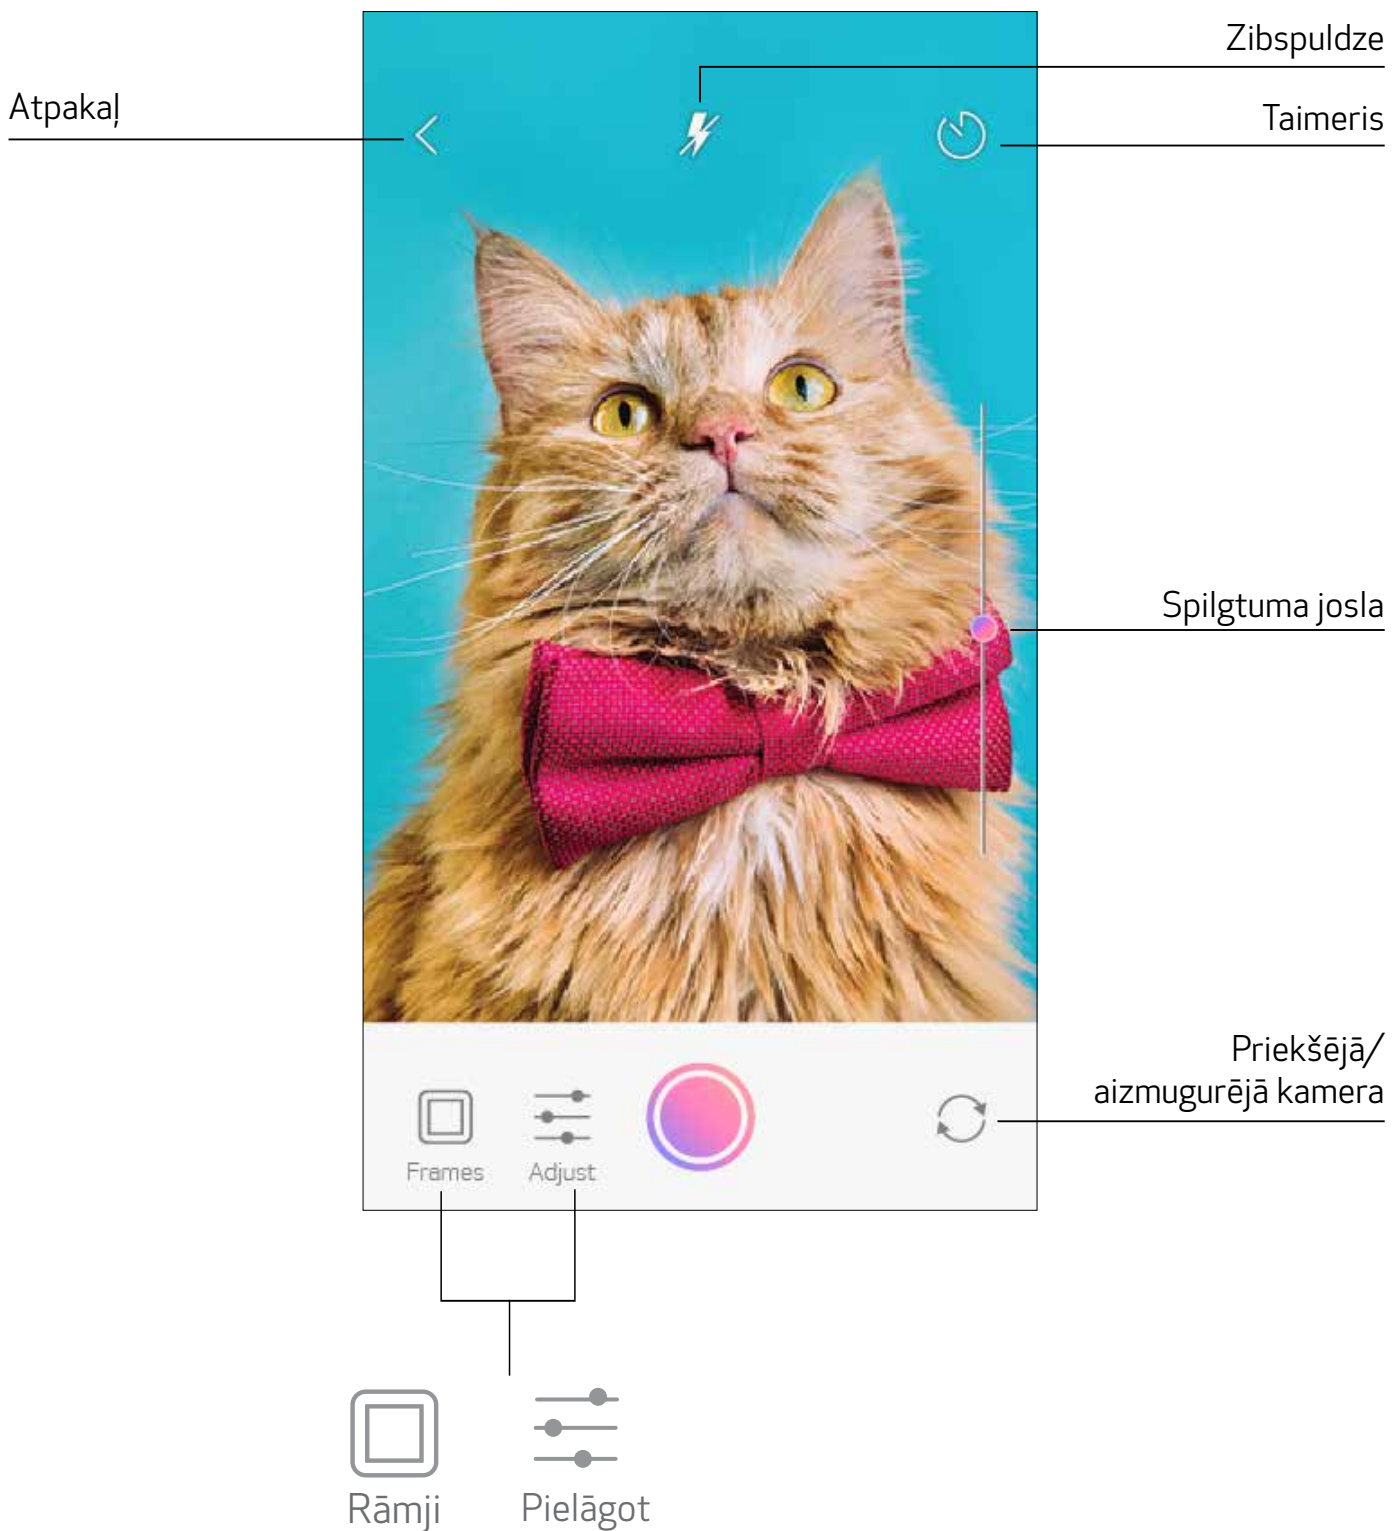 Zibspuldze
Atpakaļ
Taimeris
Spilgtuma josla
Priekšējā/
aizmugurējā kamera
Frames
Adjust
Rāmji
Pielāgot